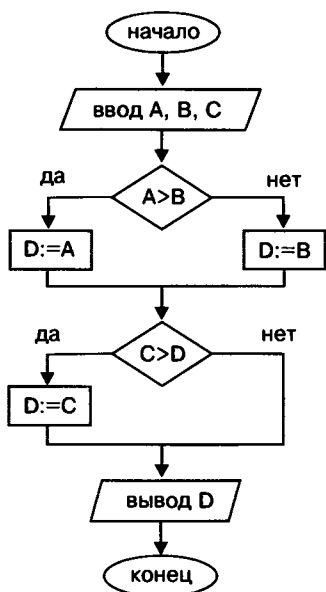 начало
ввод A, B, C
да
A>B
нет
D:=A
D:=B
да
C>D
нет
D:=C
вывод D
конец